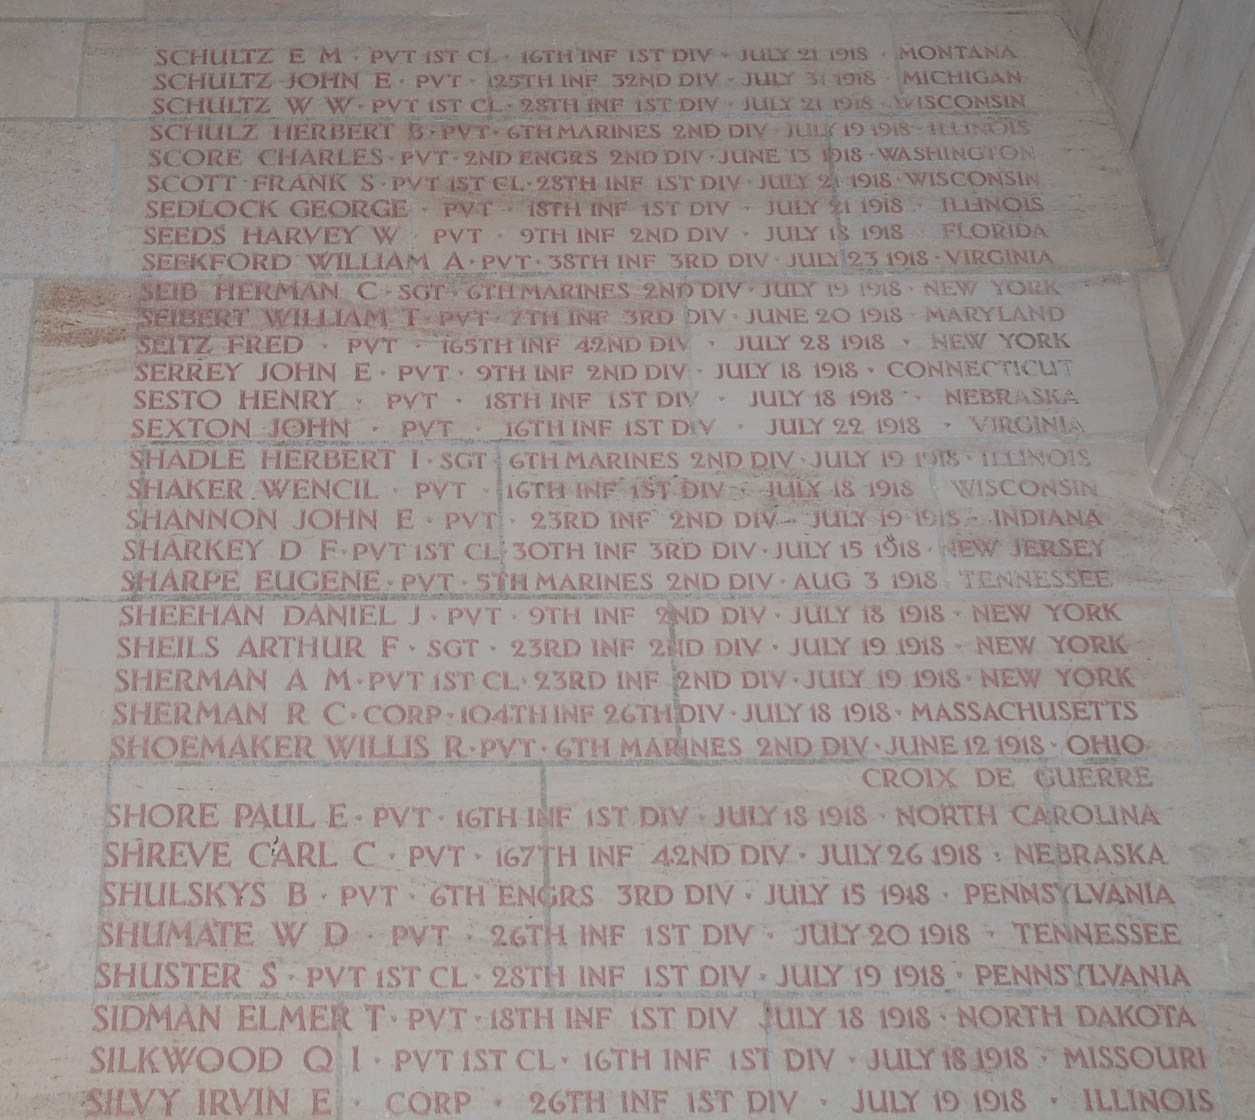 SCHULTZ E M · PVT 1ST CL · 16TH INF 1ST DIV · JULY 21 1918 · MONTANA
SCHULTZ JOHN E · PVT · 125TH INF 32ND DIV · JULY 31 1918 · MICHIGAN
SCHULTZ W W · PVT 1ST CL · 28TH INF 1ST DIV · JULY 21 1918 · WISCONSIN
SCHULZ HERBERT B · PVT · 6TH MARINES 2ND DIV · JULY 19 1918 · ILLINOIS
SCORE CHARLES · PVT · 2ND ENGRS 2ND DIV · JUNE 13 1918 · WASHINGTON
SCOTT FRANK S · PVT 1ST CL · 28TH INF 1ST DIV · JULY 21 1918 · WISCONSIN
SEDLOCK GEORGE · PVT · 18TH INF 1ST DIV · JULY 21 1918 · ILLINOIS
SEEDS HARVEY W · PVT · 9TH INF 2ND DIV · JULY 18 1918 · FLORIDA
SEEKFORD WILLIAM A · PVT · 38TH INF 3RD DIV · JULY 23 1918 · VIRGINIA
SEIB HERMAN C · SGT · 6TH MARINES 2ND DIV · JULY 19 1918 · NEW YORK
SEIBERT WILLIAM T · PVT · 7TH INF 3RD DIV · JUNE 20 1918 · MARYLAND
SEITZ FRED · PVT · 165TH INF 42ND DIV · JULY 28 1918 · NEW YORK
SERREY JOHN E · PVT · 9TH INF 2ND DIV · JULY 18 1918 · CONNECTICUT
SESTO HENRY · PVT · 18TH INF 1ST DIV · JULY 18 1918 · NEBRASKA
SEXTON JOHN · PVT · 16TH INF 1ST DIV · JULY 22 1918 · VIRGINIA
SHADLE HERBERT I · SGT · 6TH MARINES 2ND DIV · JULY 19 1918 · ILLINOIS
SHAKER WENCIL · PVT · 16TH INF 1ST DIV · JULY 18 1918 · WISCONSIN
SHANNON JOHN E · PVT · 23RD INF 2ND DIV · JULY 19 1918 · INDIANA
SHARKEY D F · PVT 1ST CL · 30TH INF 3RD DIV · JULY 15 1918 · NEW JERSEY
SHARPE EUGENE · PVT · 5TH MARINES 2ND DIV · AUG 3 1918 · TENNESSEE
SHEEHAN DANIEL J · PVT · 9TH INF 2ND DIV · JULY 18 1918 · NEW YORK
SHEILS ARTHUR F · SGT · 23RD INF 2ND DIV · JULY 19 1918 · NEW YORK
SHERMAN A M · PVT 1ST CL · 23RD INF 2ND DIV · JULY 19 1918 · NEW YORK
SHERMAN R C · CORP · 104TH INF 26TH DIV · JULY 18 1918 · MASSACHUSETTS
SHOEMAKER WILLIS R · PVT · 6TH MARINES 2ND DIV · JUNE 12 1918 · OHIO
CROIX DE GUERRE
SHORE PAUL E · PVT · 16TH INF 1ST DIV · JULY 18 1918 · NORTH CAROLINA
SHREVE CARL C · PVT · 167TH INF 42ND DIV · JULY 26 1918 · NEBRASKA
SHULSKYS B · PVT · 6TH ENGRS 3RD DIV · JULY 15 1918 · PENNSYLVANIA
SHUMATE W D · PVT · 26TH INF 1ST DIV · JULY 20 1918 · TENNESSEE
SHUSTER S · PVT 1ST CL · 28TH INF 1ST DIV · JULY 19 1918 · PENNSYLVANIA
SIDMAN ELMER T · PVT · 18TH INF 1ST DIV · JULY 18 1918 · NORTH DAKOTA
SILKWOOD Q I · PVT 1ST CL · 16TH INF 1ST DIV · JULY 18 1918 · MISSOURI
SILVY IRVIN E · CORP · 26TH INF 1ST DIV · JULY 19 1918 · ILLINOIS